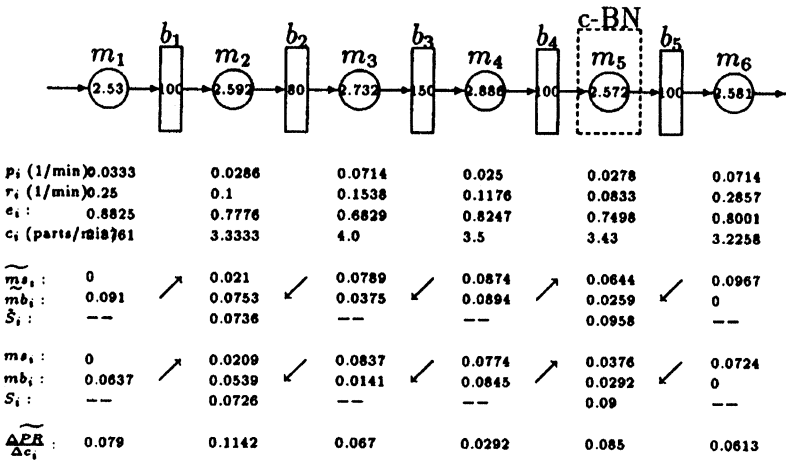 c-BN
m₁ b₁ m₂ b₂ m₃ b₃ m₄ b₄ m₅ b₅ m₆
2.53 100 2.592 80 2.732 150 2.886 100 2.572 100 2.581
pᵢ (1/min) 0.0333 0.0286 0.0714 0.025 0.0278 0.0714
rᵢ (1/min) 0.25 0.1 0.1538 0.1176 0.0833 0.2857
eᵢ : 0.8825 0.7776 0.6829 0.8247 0.7498 0.8001
cᵢ (parts/min) 2.8761 3.3333 4.0 3.5 3.43 3.2258
m̃sᵢ : 0 0.021 0.0789 0.0874 0.0644 0.0967
m̃bᵢ : 0.091 0.0753 0.0375 0.0894 0.0259 0
S̃ᵢ : -- 0.0736 -- -- 0.0958 --
msᵢ : 0 0.0209 0.0837 0.0774 0.0376 0.0724
mbᵢ : 0.0637 0.0539 0.0141 0.0845 0.0292 0
Sᵢ : -- 0.0726 -- -- 0.09 --
ΔP̃R/Δcᵢ : 0.079 0.1142 0.067 0.0292 0.085 0.0613